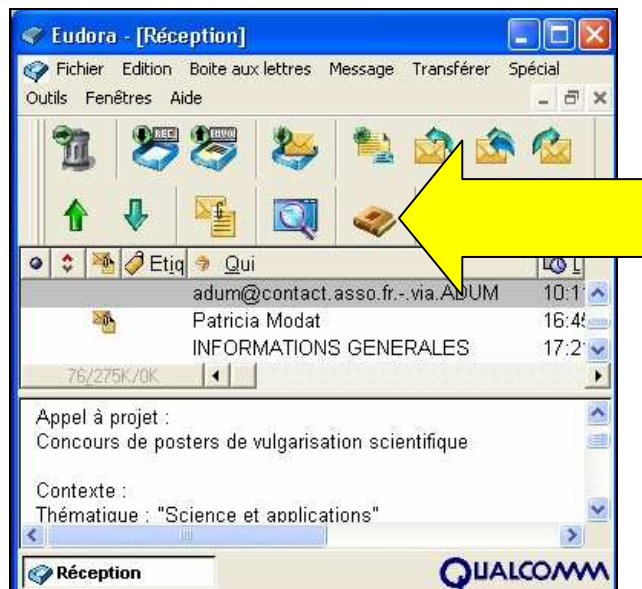 Eudora - [Réception]
Fichier Edition Boite aux lettres Message Transférer Spécial
Outils Fenêtres Aide
REC ENVOI
Etiq Qui
adum@contact.asso.fr.-.via.ADUM 10:1
Patricia Modat 16:4
INFORMATIONS GENERALES 17:2
76/275K/0K
Appel à projet :
Concours de posters de vulgarisation scientifique
Contexte :
Thématique : "Science et applications"
Réception QUALCOMM